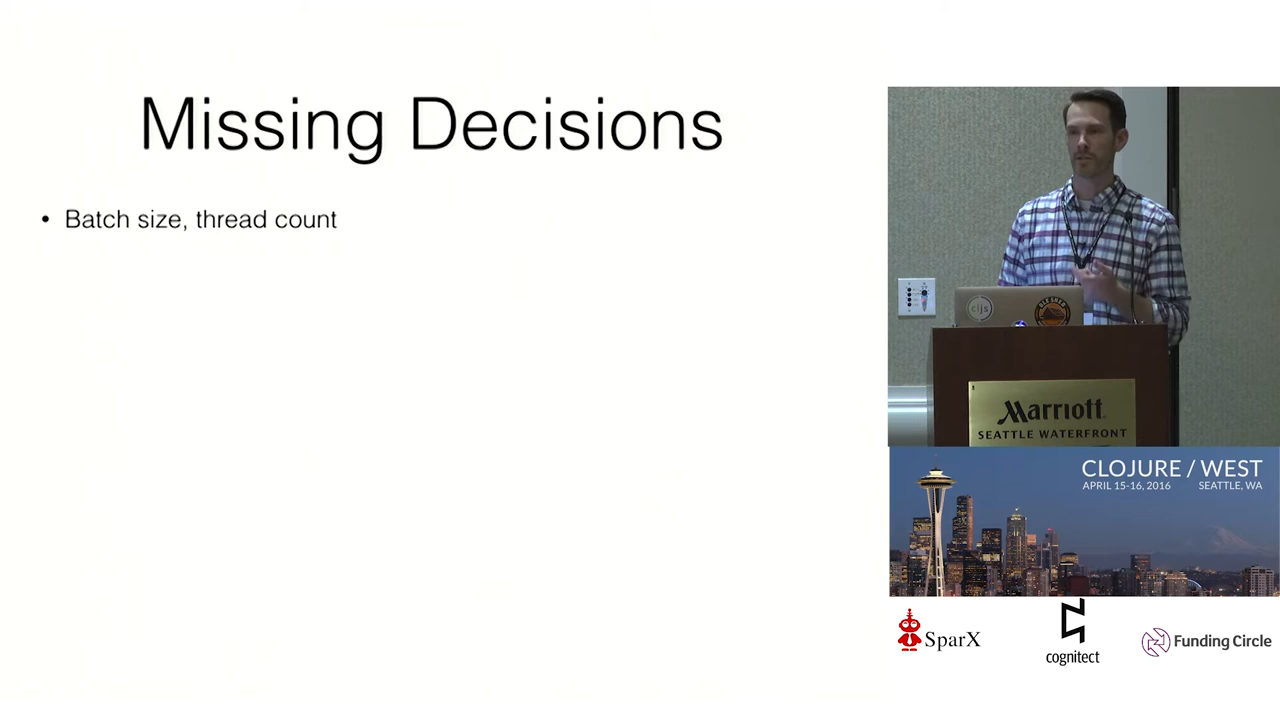 Missing Decisions
• Batch size, thread count
cljs
Marriott
SEATTLE WATERFRONT
CLOJURE / WEST
APRIL 15-16, 2016 SEATTLE, WA
SparX
cognitect
Funding Circle